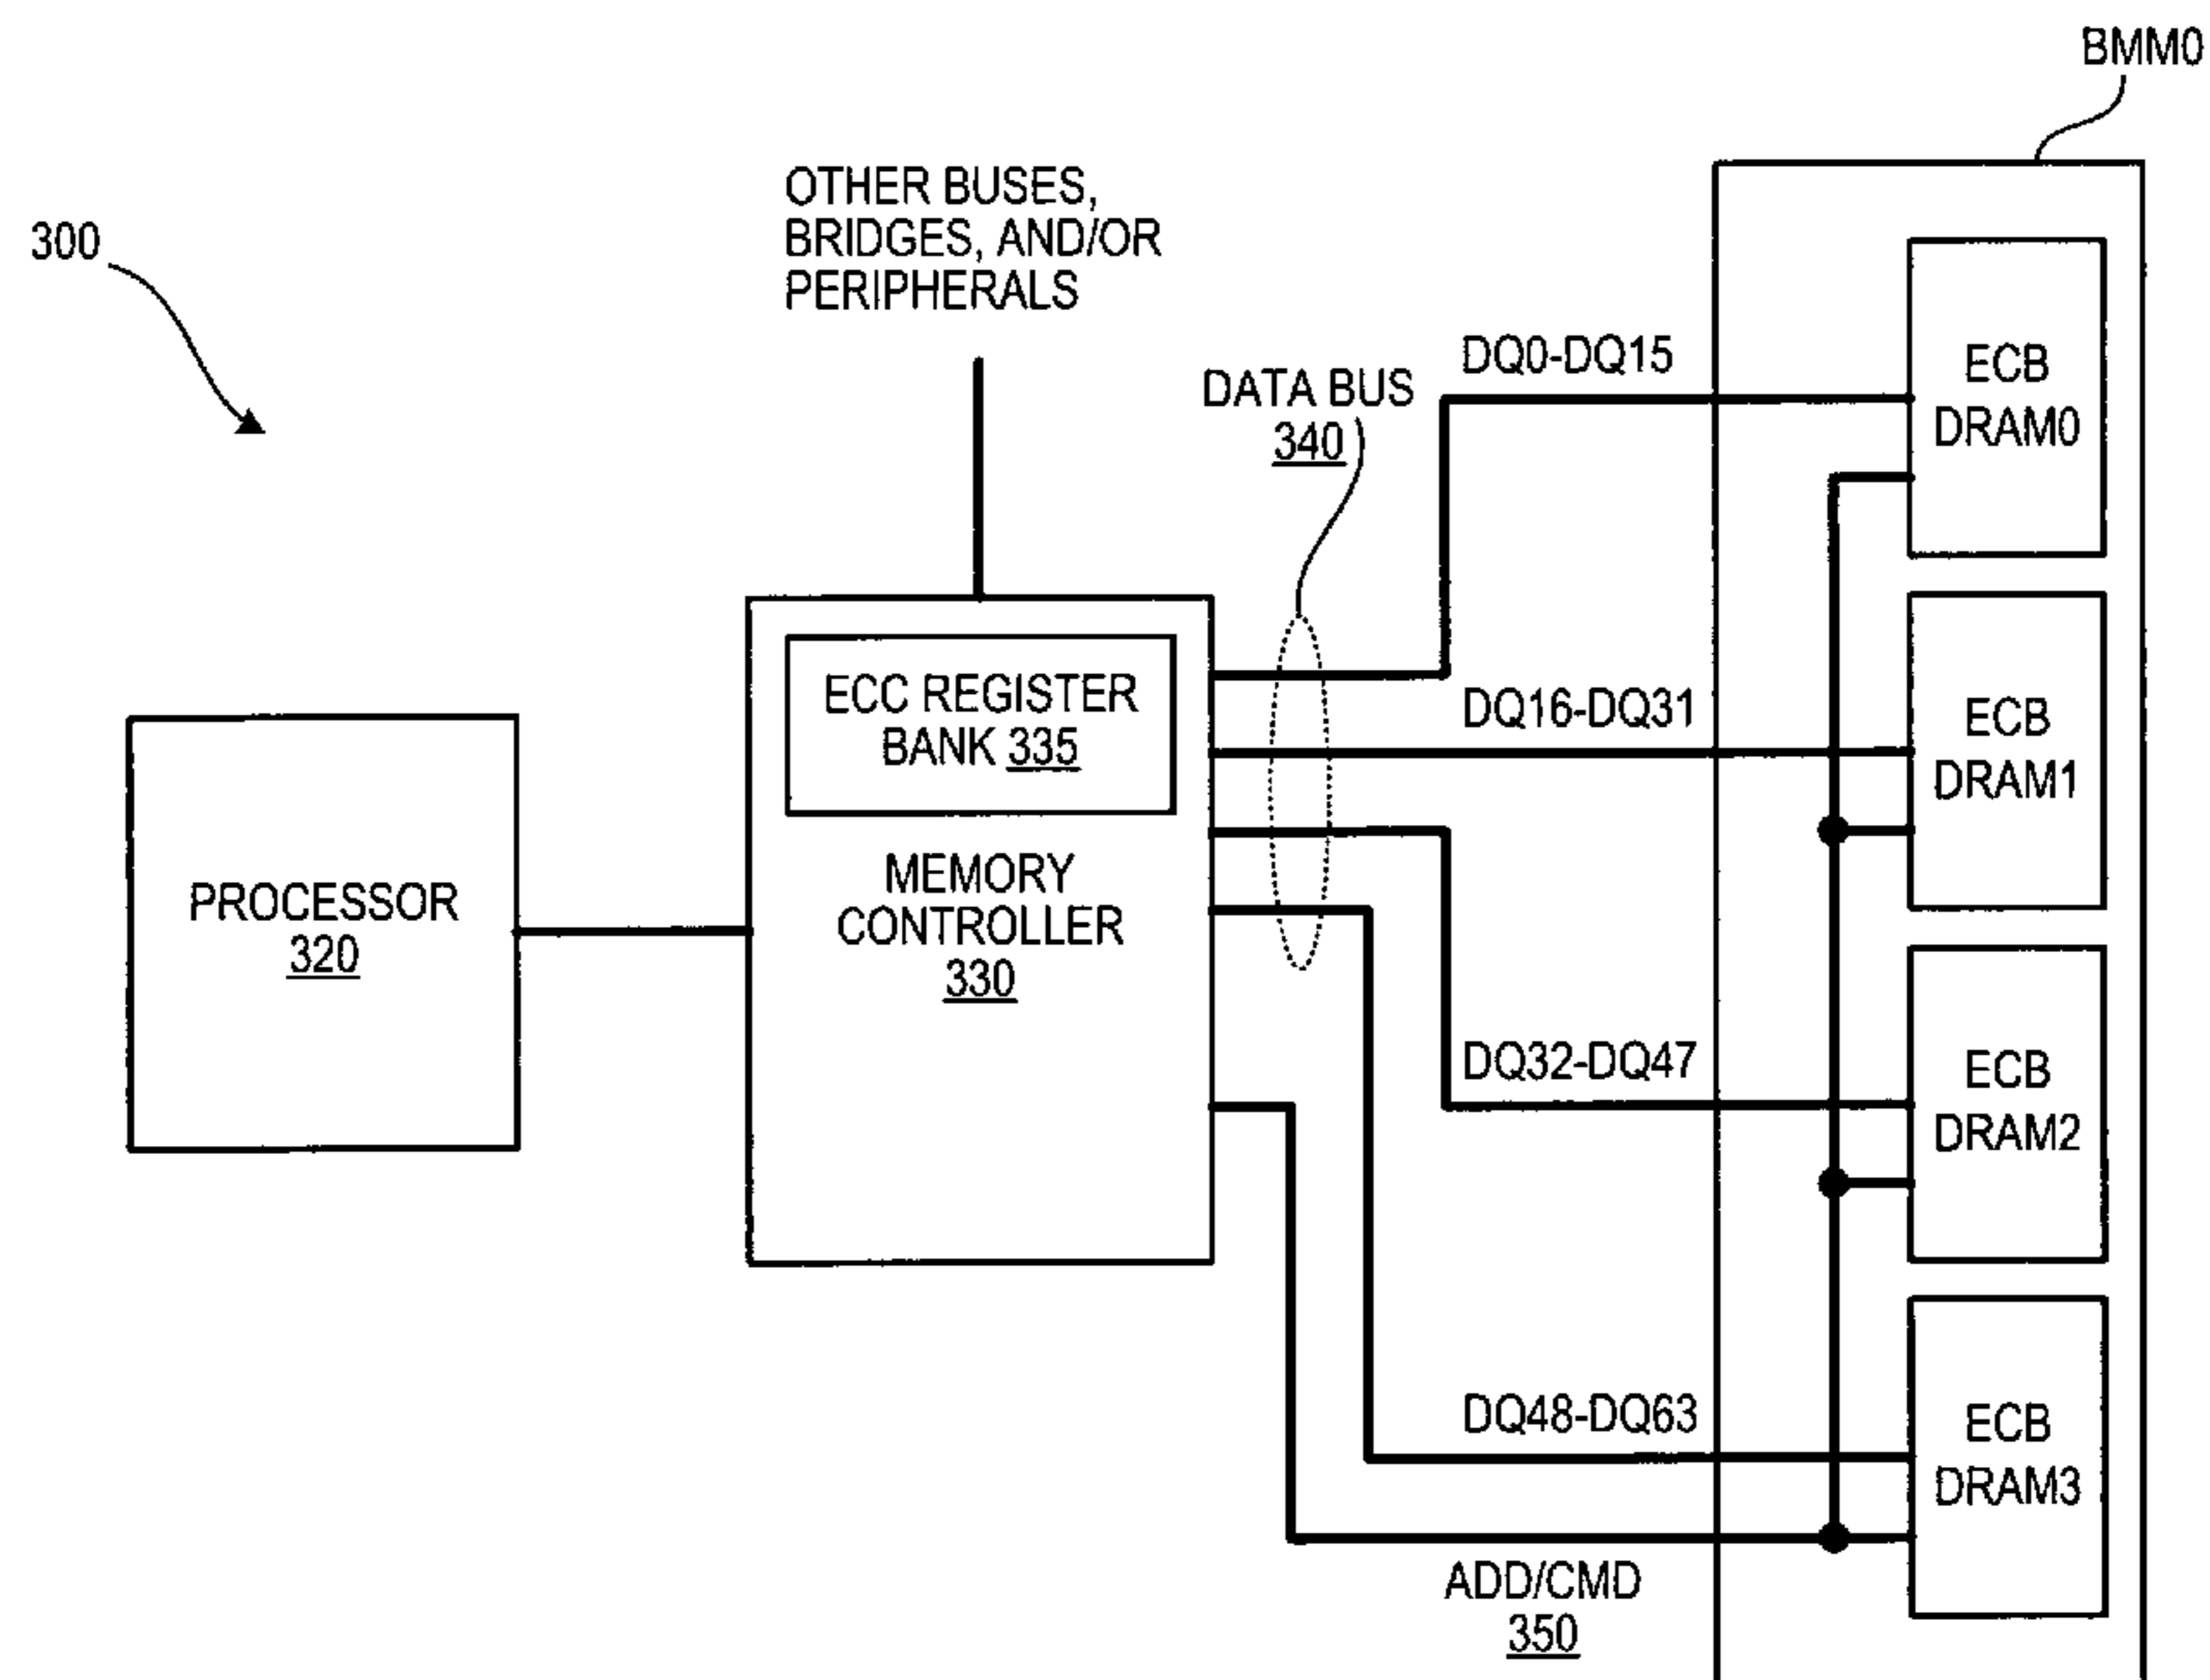 BMM0
OTHER BUSES,
BRIDGES, AND/OR
PERIPHERALS
300
DATA BUS
340
DQ0-DQ15
ECB
DRAM0
ECC REGISTER
BANK 335
DQ16-DQ31
ECB
DRAM1
PROCESSOR
320
MEMORY
CONTROLLER
330
DQ32-DQ47
ECB
DRAM2
DQ48-DQ63
ECB
DRAM3
ADD/CMD
350